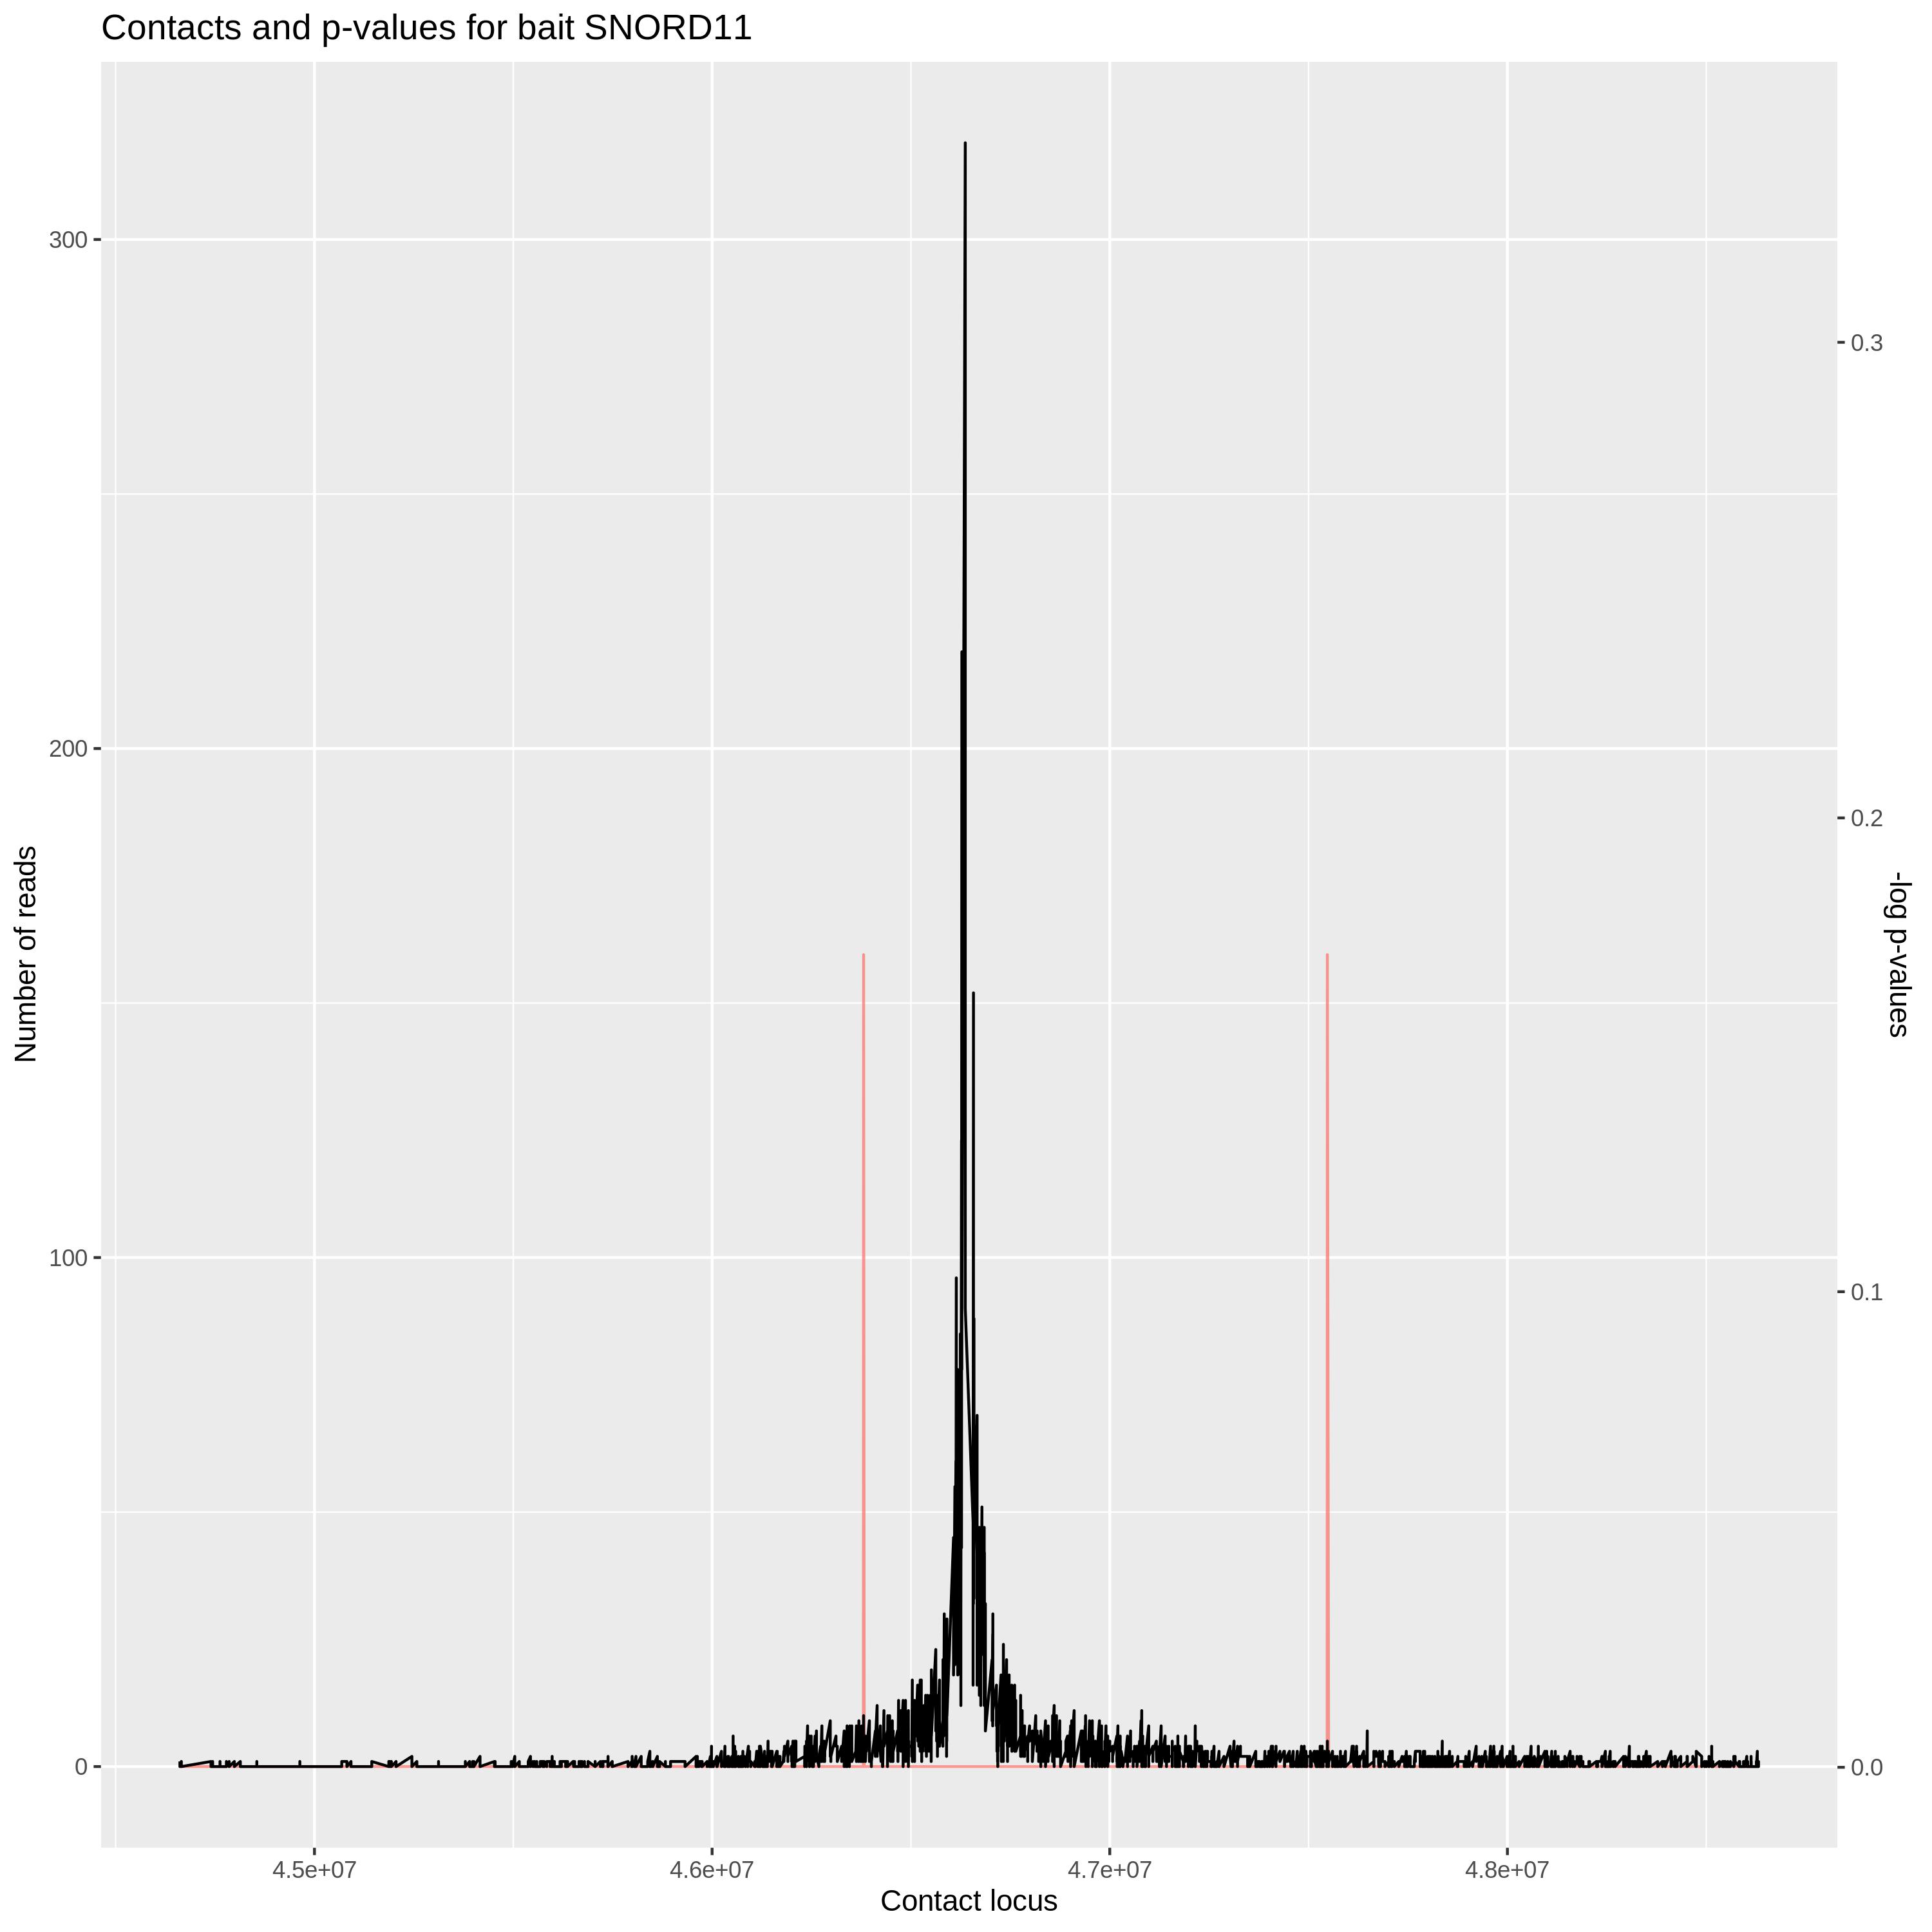 Contacts and p-values for bait SNORD11
300
200
100
0
Number of reads
0.3
0.2
0.1
0.0
-log p-values
4.5e+07
4.6e+07
4.7e+07
4.8e+07
Contact locus